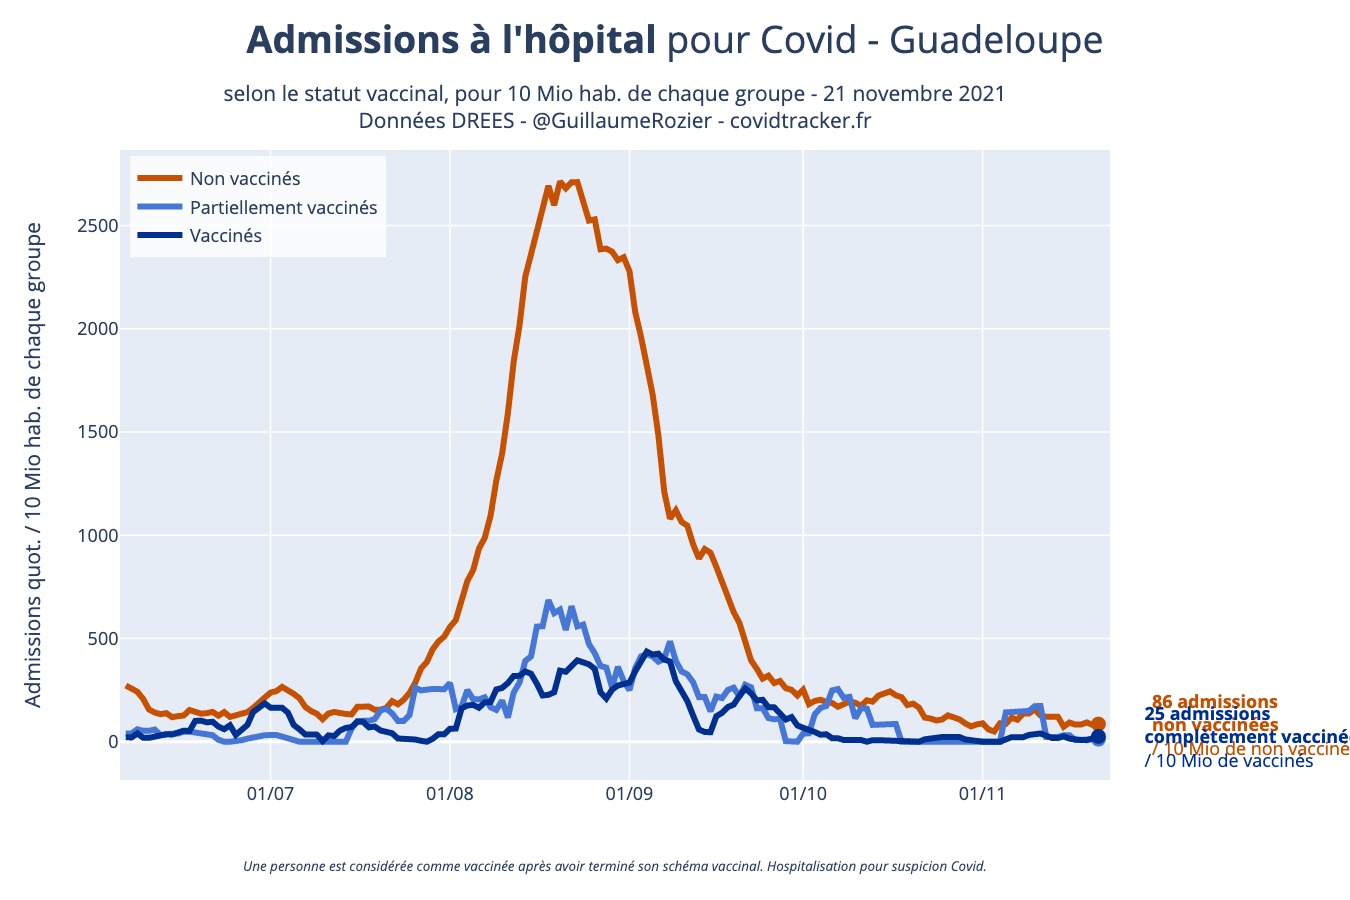 Admissions à l'hôpital pour Covid - Guadeloupe
selon le statut vaccinal, pour 10 Mio hab. de chaque groupe - 21 novembre 2021
Données DREES - @GuillaumeRozier - covidtracker.fr
Non vaccinés
Partiellement vaccinés
Vaccinés
Admissions quot. / 10 Mio hab. de chaque groupe
2500
2000
1500
1000
500
0
01/07
01/08
01/09
01/10
01/11
86 admissions
non vaccinées
/ 10 Mio de non vacciné
25 admissions
complètement vacciné
/ 10 Mio de vaccinés
Une personne est considérée comme vaccinée après avoir terminé son schéma vaccinal. Hospitalisation pour suspicion Covid.